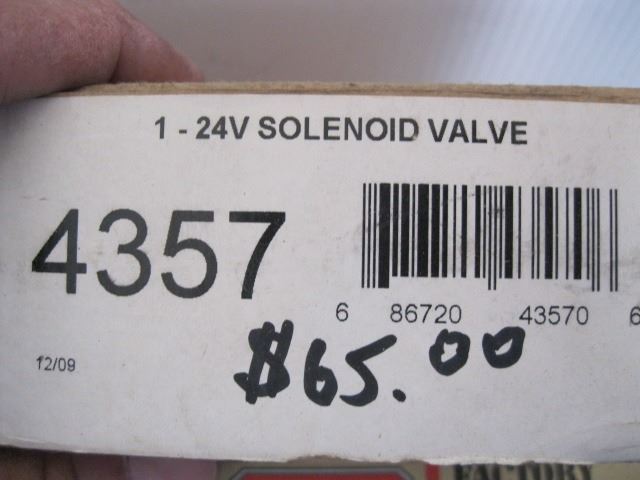 1 - 24V SOLENOID VALVE
4357
6 86720 43570 6
12/09
$65.00
FACTORY